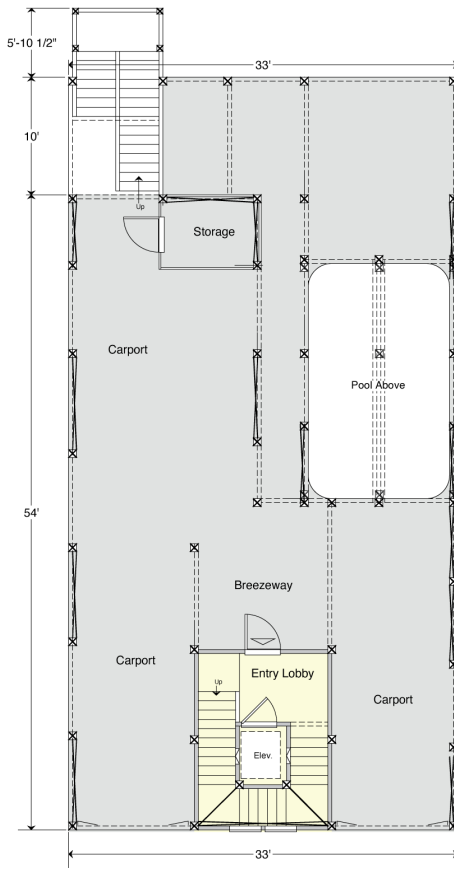 5'-10 1/2"
33'
10'
Up
Storage
Carport
Pool Above
54'
Breezeway
Carport
Entry Lobby
Up
Carport
Elev.
33'